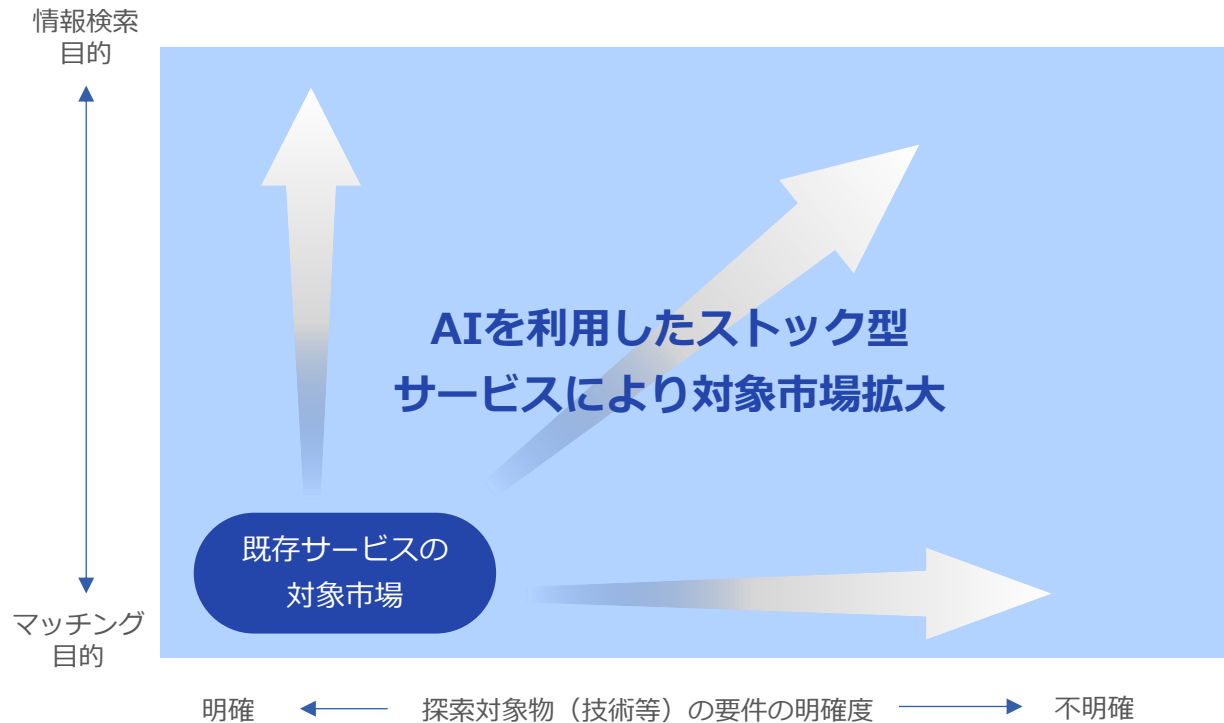 情報検索
目的
AIを利用したストック型
サービスにより対象市場拡大
既存サービスの
対象市場
マッチング
目的
明確 探索対象物（技術等）の要件の明確度 不明確